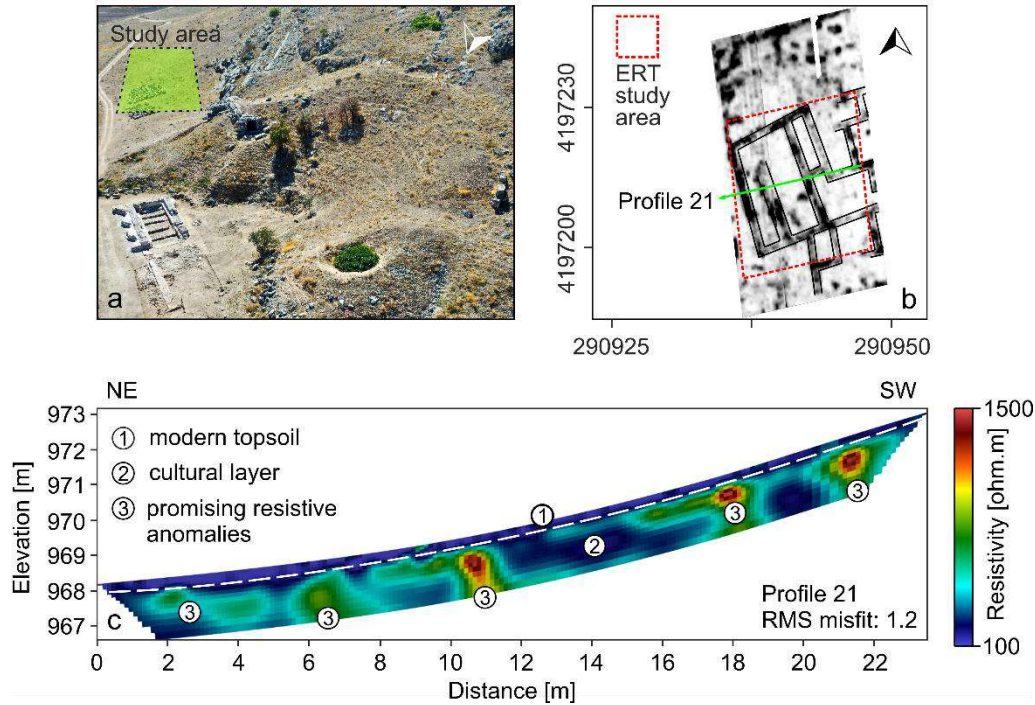 Study area
a
ERT
study
area
4197230
4197200
Profile 21
b
290925
290950
NE
SW
973
972
971
970
969
968
967
Elevation [m]
1 modern topsoil
2 cultural layer
3 promising resistive
anomalies
1
2
3
3
3
3
3
c
Profile 21
RMS misfit: 1.2
0
2
4
6
8
10
12
14
16
18
20
22
Distance [m]
1500
Resistivity [ohm.m]
100